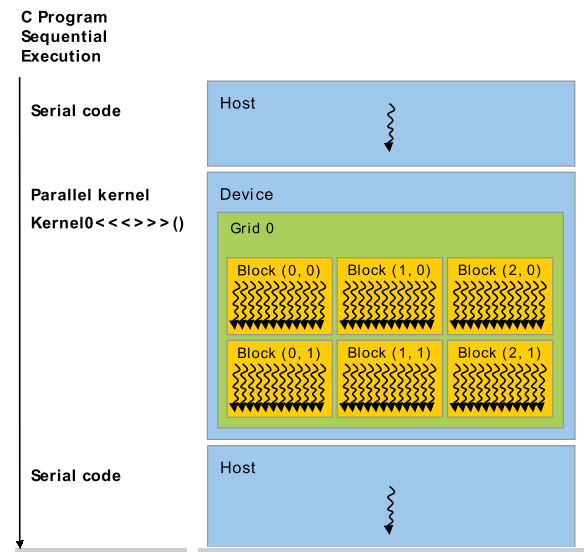 C Program
Sequential
Execution
Serial code
Host
Parallel kernel
Device
Kernel0<<<>>>()
Grid 0
Block (0, 0) Block (1, 0) Block (2, 0)
Block (0, 1) Block (1, 1) Block (2, 1)
Serial code
Host